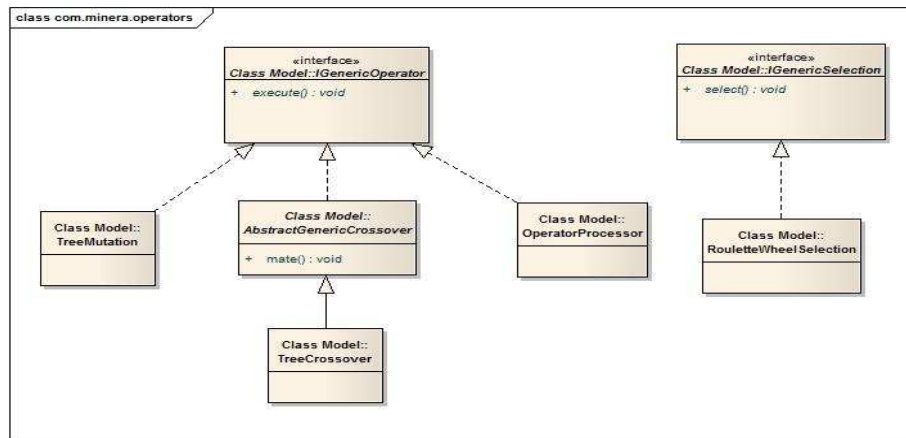 class com.minera.operators
«interface»
Class Model::IGenericOperator
+ execute() : void
«interface»
Class Model::IGenericSelection
+ select() : void
Class Model::
TreeMutation
Class Model::
AbstractGenericCrossover
+ mate() : void
Class Model::
OperatorProcessor
Class Model::
RouletteWheelSelection
Class Model::
TreeCrossover